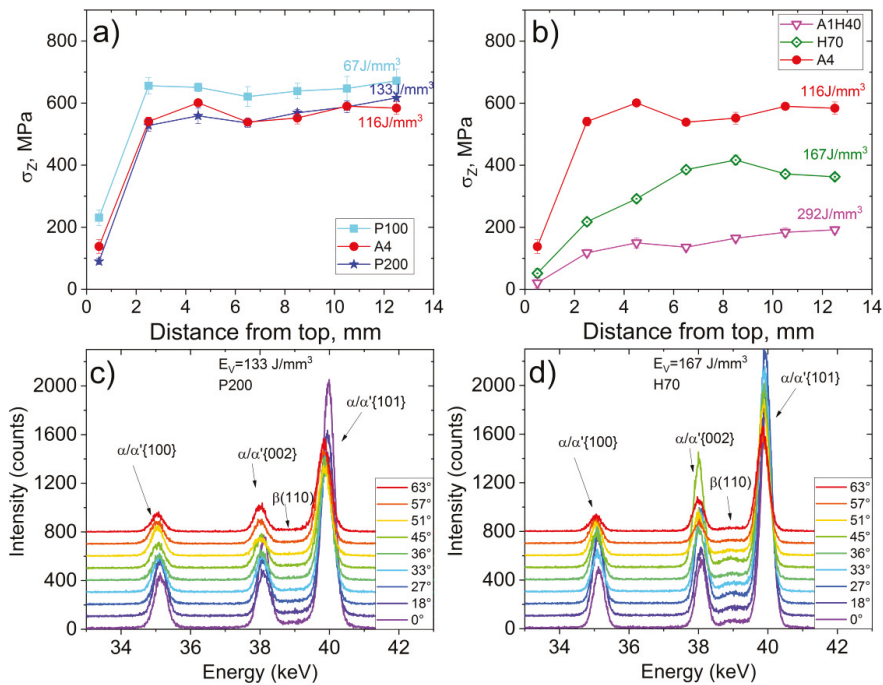 a)
67J/mm³
133J/mm³
116J/mm³
P100
A4
P200
σZ, MPa
800
600
400
200
0
0 2 4 6 8 10 12 14
Distance from top, mm
b)
A1H40
H70
A4
116J/mm³
167J/mm³
292J/mm³
σZ, MPa
800
600
400
200
0
0 2 4 6 8 10 12 14
Distance from top, mm
c)
EV=133 J/mm³
P200
α/α'{100}
α/α'{002}
β(110)
α/α'{101}
63°
57°
51°
45°
36°
33°
27°
18°
0°
Intensity (counts)
2000
1600
1200
800
400
0
34 36 38 40 42
Energy (keV)
d)
EV=167 J/mm³
H70
α/α'{100}
α/α'{002}
β(110)
α/α'{101}
63°
57°
51°
45°
36°
33°
27°
18°
0°
Intensity (counts)
2000
1600
1200
800
400
0
34 36 38 40 42
Energy (keV)